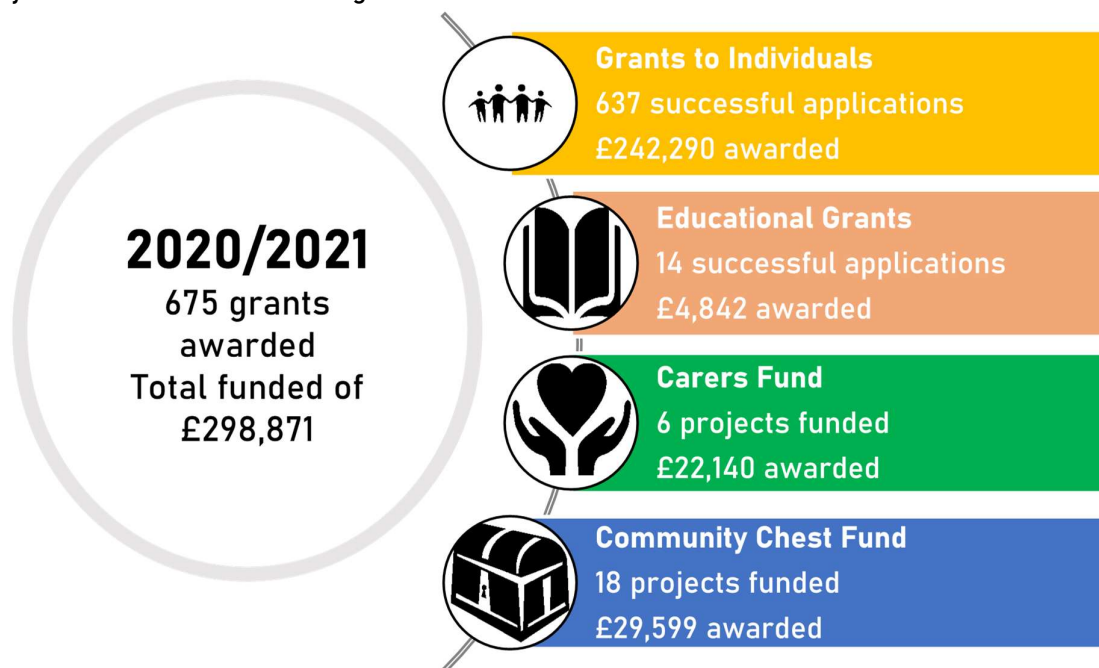 2020/2021
675 grants
awarded
Total funded of
£298,871
Grants to Individuals
637 successful applications
£242,290 awarded
Educational Grants
14 successful applications
£4,842 awarded
Carers Fund
6 projects funded
£22,140 awarded
Community Chest Fund
18 projects funded
£29,599 awarded